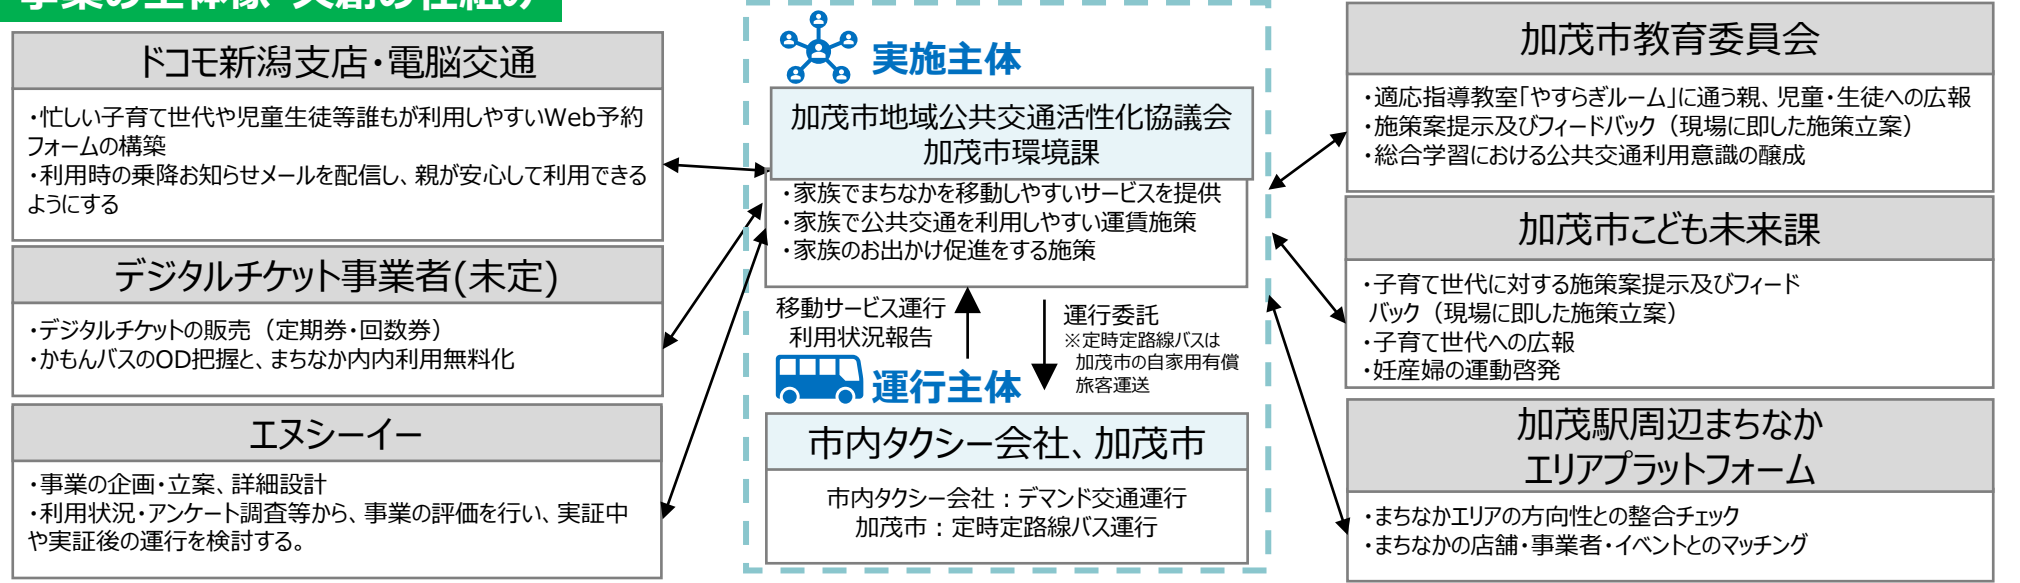 事業の全体像・共創の仕組み
ドコモ新潟支店・電脳交通
・忙しい子育て世代や児童生徒等誰もが利用しやすいWeb予約
フォームの構築
・利用時の乗降お知らせメールを配信し、親が安心して利用できる
ようにする
デジタルチケット事業者(未定)
・デジタルチケットの販売（定期券・回数券）
・かもんバスのOD把握と、まちなか内内利用無料化
エヌシーイー
・事業の企画・立案、詳細設計
・利用状況・アンケート調査等から、事業の評価を行い、実証中
や実証後の運行を検討する。
実施主体
加茂市地域公共交通活性化協議会
加茂市環境課
・家族でまちなかを移動しやすいサービスを提供
・家族で公共交通を利用しやすい運賃施策
・家族のお出かけ促進をする施策
移動サービス運行
利用状況報告
運行委託
※定時定路線バスは
加茂市の自家用有償
旅客運送
運行主体
市内タクシー会社、加茂市
市内タクシー会社：デマンド交通運行
加茂市：定時定路線バス運行
加茂市教育委員会
・適応指導教室「やすらぎルーム」に通う親、児童・生徒への広報
・施策案提示及びフィードバック（現場に即した施策立案）
・総合学習における公共交通利用意識の醸成
加茂市こども未来課
・子育て世代に対する施策案提示及びフィード
バック（現場に即した施策立案）
・子育て世代への広報
・妊産婦の運動啓発
加茂駅周辺まちなか
エリアプラットフォーム
・まちなかエリアの方向性との整合チェック
・まちなかの店舗・事業者・イベントとのマッチング